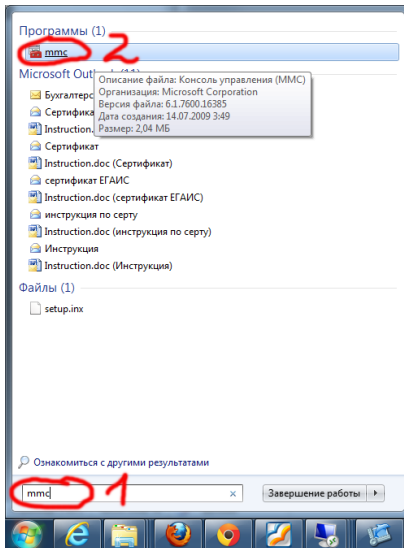 Программы (1)
mmc
2
Microsoft Out (11)
Описание файла: Консоль управления (MMC)
Организация: Microsoft Corporation
Версия файла: 6.1.7600.16385
Дата создания: 14.07.2009 3:49
Размер: 2,04 МБ
Бухгалтерс
Сертифика
Instruction.
Сертификат
Instruction.doc (Сертификат)
сертификат ЕГАИС
Instruction.doc (сертификат ЕГАИС)
инструкция по серту
Instruction.doc (инструкция по серту)
Инструкция
Instruction.doc (Инструкция)
Файлы (1)
setup.inx
Ознакомиться с другими результатами
mmc
1
Завершение работы